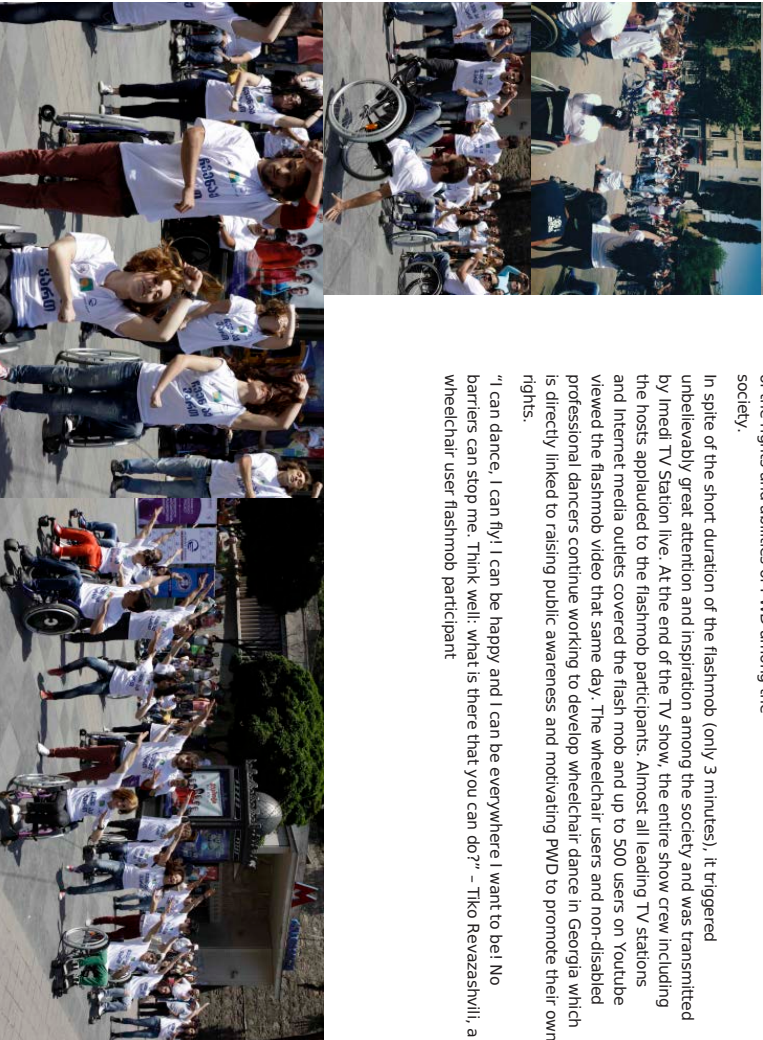 society.
In spite of the short duration of the flashmob (only 3 minutes), it triggered
unbelievably great attention and inspiration among the society and was transmitted
by Imedi TV Station live. At the end of the TV show, the entire show crew including
the hosts applauded to the flashmob participants. Almost all leading TV stations
and Internet media outlets covered the flash mob and up to 500 users on Youtube
viewed the flashmob video that same day. The wheelchair users and non-disabled
professional dancers continue working to develop wheelchair dance in Georgia which
is directly linked to raising public awareness and motivating PWD to promote their own
rights.
“I can dance, I can fly! I can be happy and I can be everywhere I want to be! No
barriers can stop me. Think well: what is there that you can do?” – Tiko Revazashvili, a
wheelchair user flashmob participant